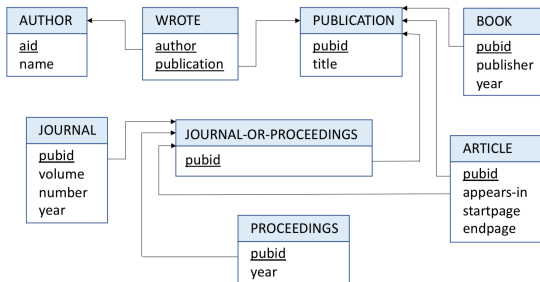 AUTHOR
aid
name
WROTE
author
publication
PUBLICATION
pubid
title
BOOK
pubid
publisher
year
JOURNAL
pubid
volume
number
year
JOURNAL-OR-PROCEEDINGS
pubid
ARTICLE
pubid
appears-in
startpage
endpage
PROCEEDINGS
pubid
year